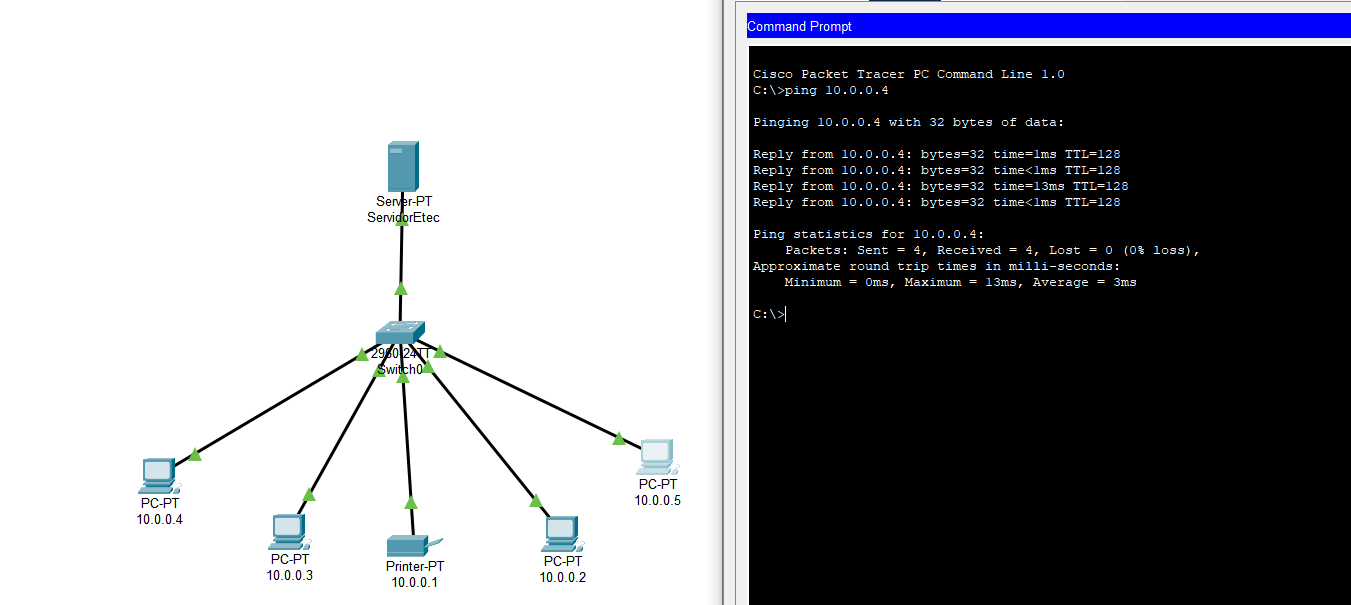 Server-PT
ServidorEtec
2960-24TT
Switch0
PC-PT
10.0.0.4
PC-PT
10.0.0.3
Printer-PT
10.0.0.1
PC-PT
10.0.0.2
PC-PT
10.0.0.5
Command Prompt
Cisco Packet Tracer PC Command Line 1.0
C:\>ping 10.0.0.4
Pinging 10.0.0.4 with 32 bytes of data:
Reply from 10.0.0.4: bytes=32 time=1ms TTL=128
Reply from 10.0.0.4: bytes=32 time<1ms TTL=128
Reply from 10.0.0.4: bytes=32 time=13ms TTL=128
Reply from 10.0.0.4: bytes=32 time<1ms TTL=128
Ping statistics for 10.0.0.4:
Packets: Sent = 4, Received = 4, Lost = 0 (0% loss),
Approximate round trip times in milli-seconds:
Minimum = 0ms, Maximum = 13ms, Average = 3ms
C:\>